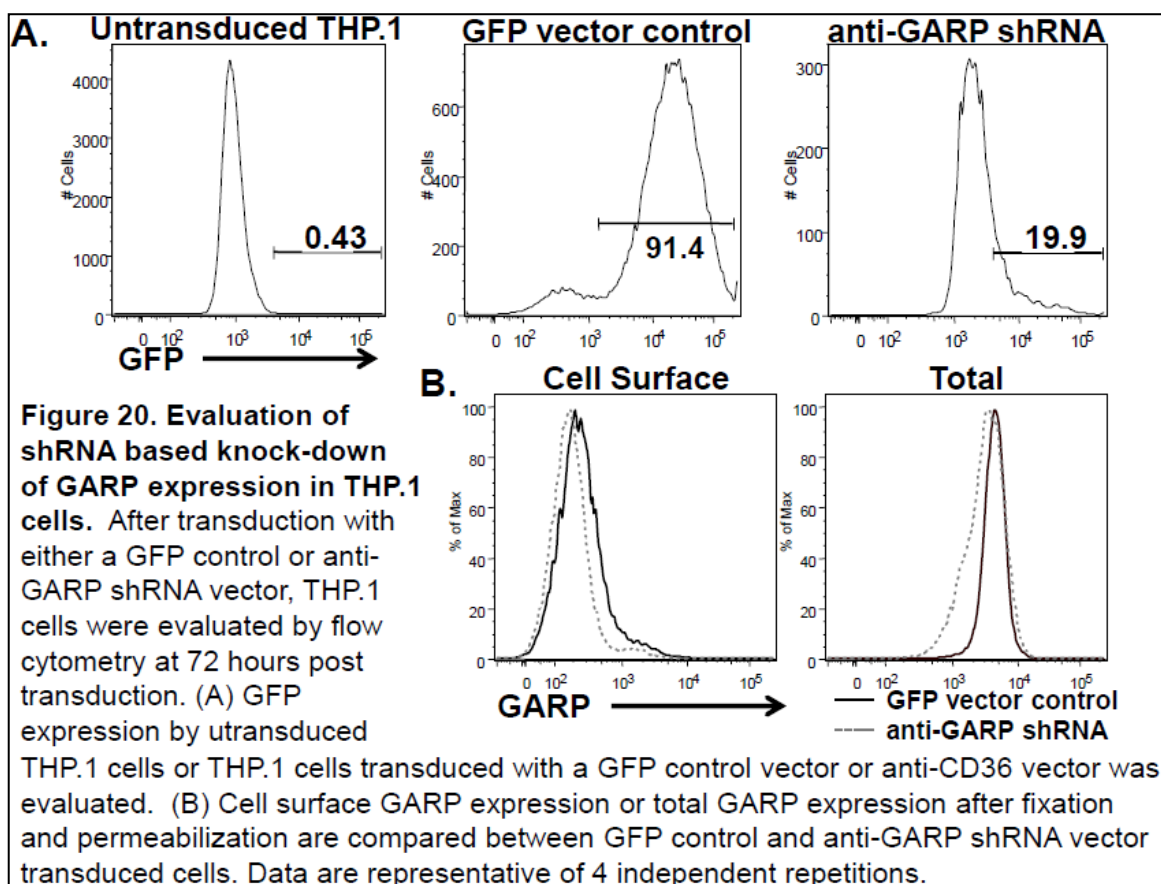 A.
Untransduced THP.1
GFP vector control
anti-GARP shRNA
# Cells
4000
3000
2000
1000
0
0.43
0 10² 10³ 10⁴ 10⁵
GFP
# Cells
600
400
200
0
91.4
0 10² 10³ 10⁴ 10⁵
# Cells
300
200
100
0
19.9
0 10² 10³ 10⁴ 10⁵
B.
Cell Surface
Total
% of Max
100
80
60
40
20
0
0 10² 10³ 10⁴ 10⁵
GARP
% of Max
100
80
60
40
20
0
0 10² 10³ 10⁴ 10⁵
GFP vector control
anti-GARP shRNA
Figure 20. Evaluation of
shRNA based knock-down
of GARP expression in THP.1
cells. After transduction with
either a GFP control or anti-
GARP shRNA vector, THP.1
cells were evaluated by flow
cytometry at 72 hours post
transduction. (A) GFP
expression by utransduced
THP.1 cells or THP.1 cells transduced with a GFP control vector or anti-CD36 vector was
evaluated. (B) Cell surface GARP expression or total GARP expression after fixation
and permeabilization are compared between GFP control and anti-GARP shRNA vector
transduced cells. Data are representative of 4 independent repetitions.